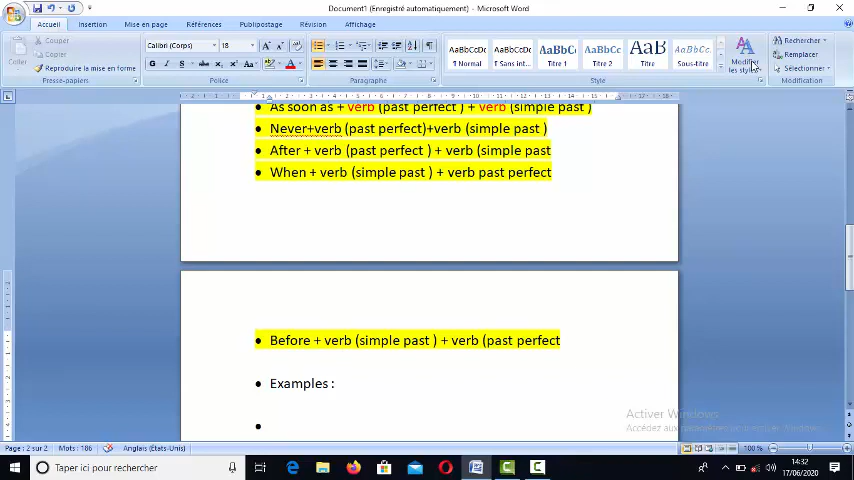 Document1 (Enregistré automatiquement) - Microsoft Word
Accueil Insertion Mise en page Références Publipostage Révision Affichage
Coller
Couper
Copier
Reproduire la mise en forme
Presse-papiers
Calibri (Corps) 18
G I S
Police
Paragraphe
AaBbCcDc AaBbCcDc AaBbC AaBbCc AaB AaBbCc.
¶ Normal ¶ Sans int... Titre 1 Titre 2 Titre Sous-titre
Style
Modifier
les styles
Rechercher
Remplacer
Sélectionner
Modification
As soon as + verb (past perfect ) + verb (simple past )
Never+verb (past perfect)+verb (simple past )
After + verb (past perfect ) + verb (simple past
When + verb (simple past ) + verb past perfect
Before + verb (simple past ) + verb (past perfect
Examples :
Activer Windows
Accédez aux paramètres
Page : 2 sur 2 Mots : 186 Anglais (États-Unis) 100 %
Taper ici pour rechercher
14:32
17/06/2020